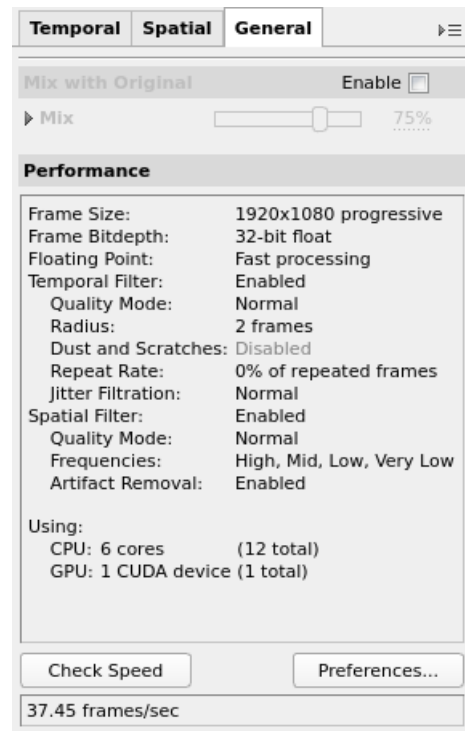 Temporal Spatial General
Mix with Original Enable
Mix 75%
Performance
Frame Size: 1920x1080 progressive
Frame Bitdepth: 32-bit float
Floating Point: Fast processing
Temporal Filter: Enabled
Quality Mode: Normal
Radius: 2 frames
Dust and Scratches: Disabled
Repeat Rate: 0% of repeated frames
Jitter Filtration: Normal
Spatial Filter: Enabled
Quality Mode: Normal
Frequencies: High, Mid, Low, Very Low
Artifact Removal: Enabled
Using:
CPU: 6 cores (12 total)
GPU: 1 CUDA device (1 total)
Check Speed Preferences...
37.45 frames/sec